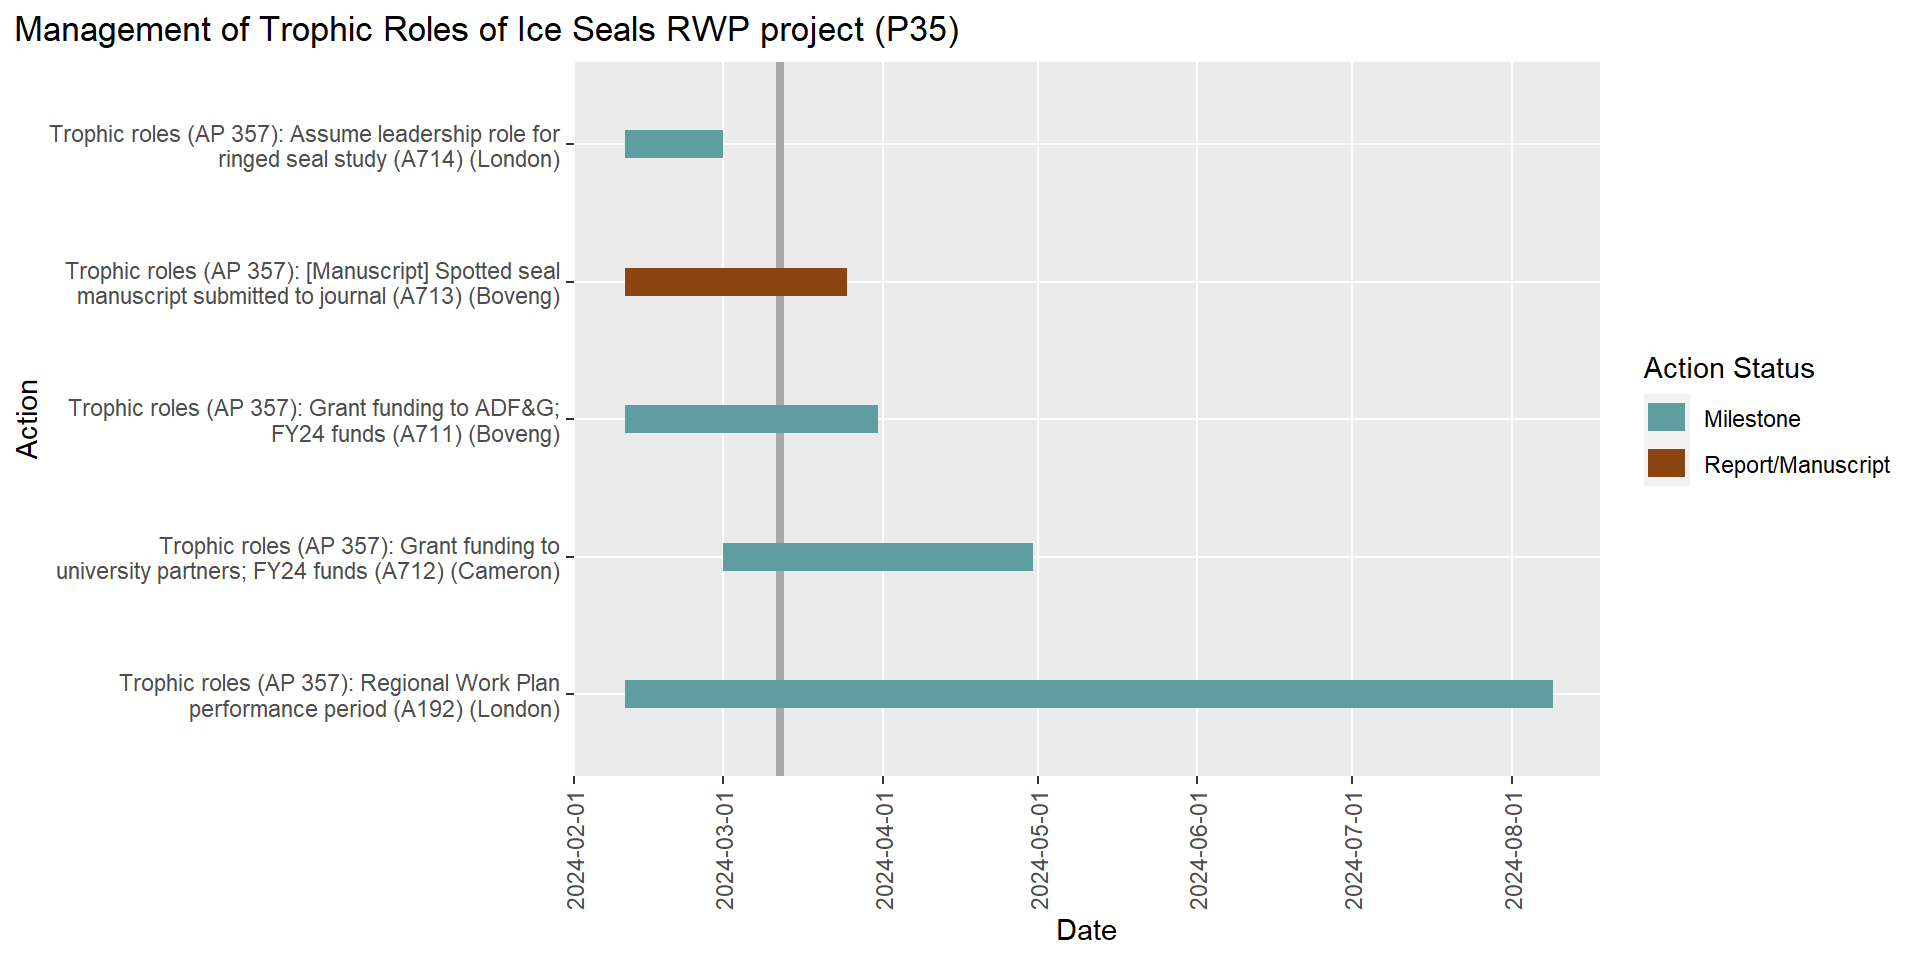 Management of Trophic Roles of Ice Seals RWP project (P35)
Trophic roles (AP 357): Assume leadership role for
ringed seal study (A714) (London)
Trophic roles (AP 357): [Manuscript] Spotted seal
manuscript submitted to journal (A713) (Boveng)
Trophic roles (AP 357): Grant funding to ADF&G;
FY24 funds (A711) (Boveng)
Trophic roles (AP 357): Grant funding to
university partners; FY24 funds (A712) (Cameron)
Trophic roles (AP 357): Regional Work Plan
performance period (A192) (London)
Action
2024-02-01
2024-03-01
2024-04-01
2024-05-01
2024-06-01
2024-07-01
2024-08-01
Date
Action Status
Milestone
Report/Manuscript